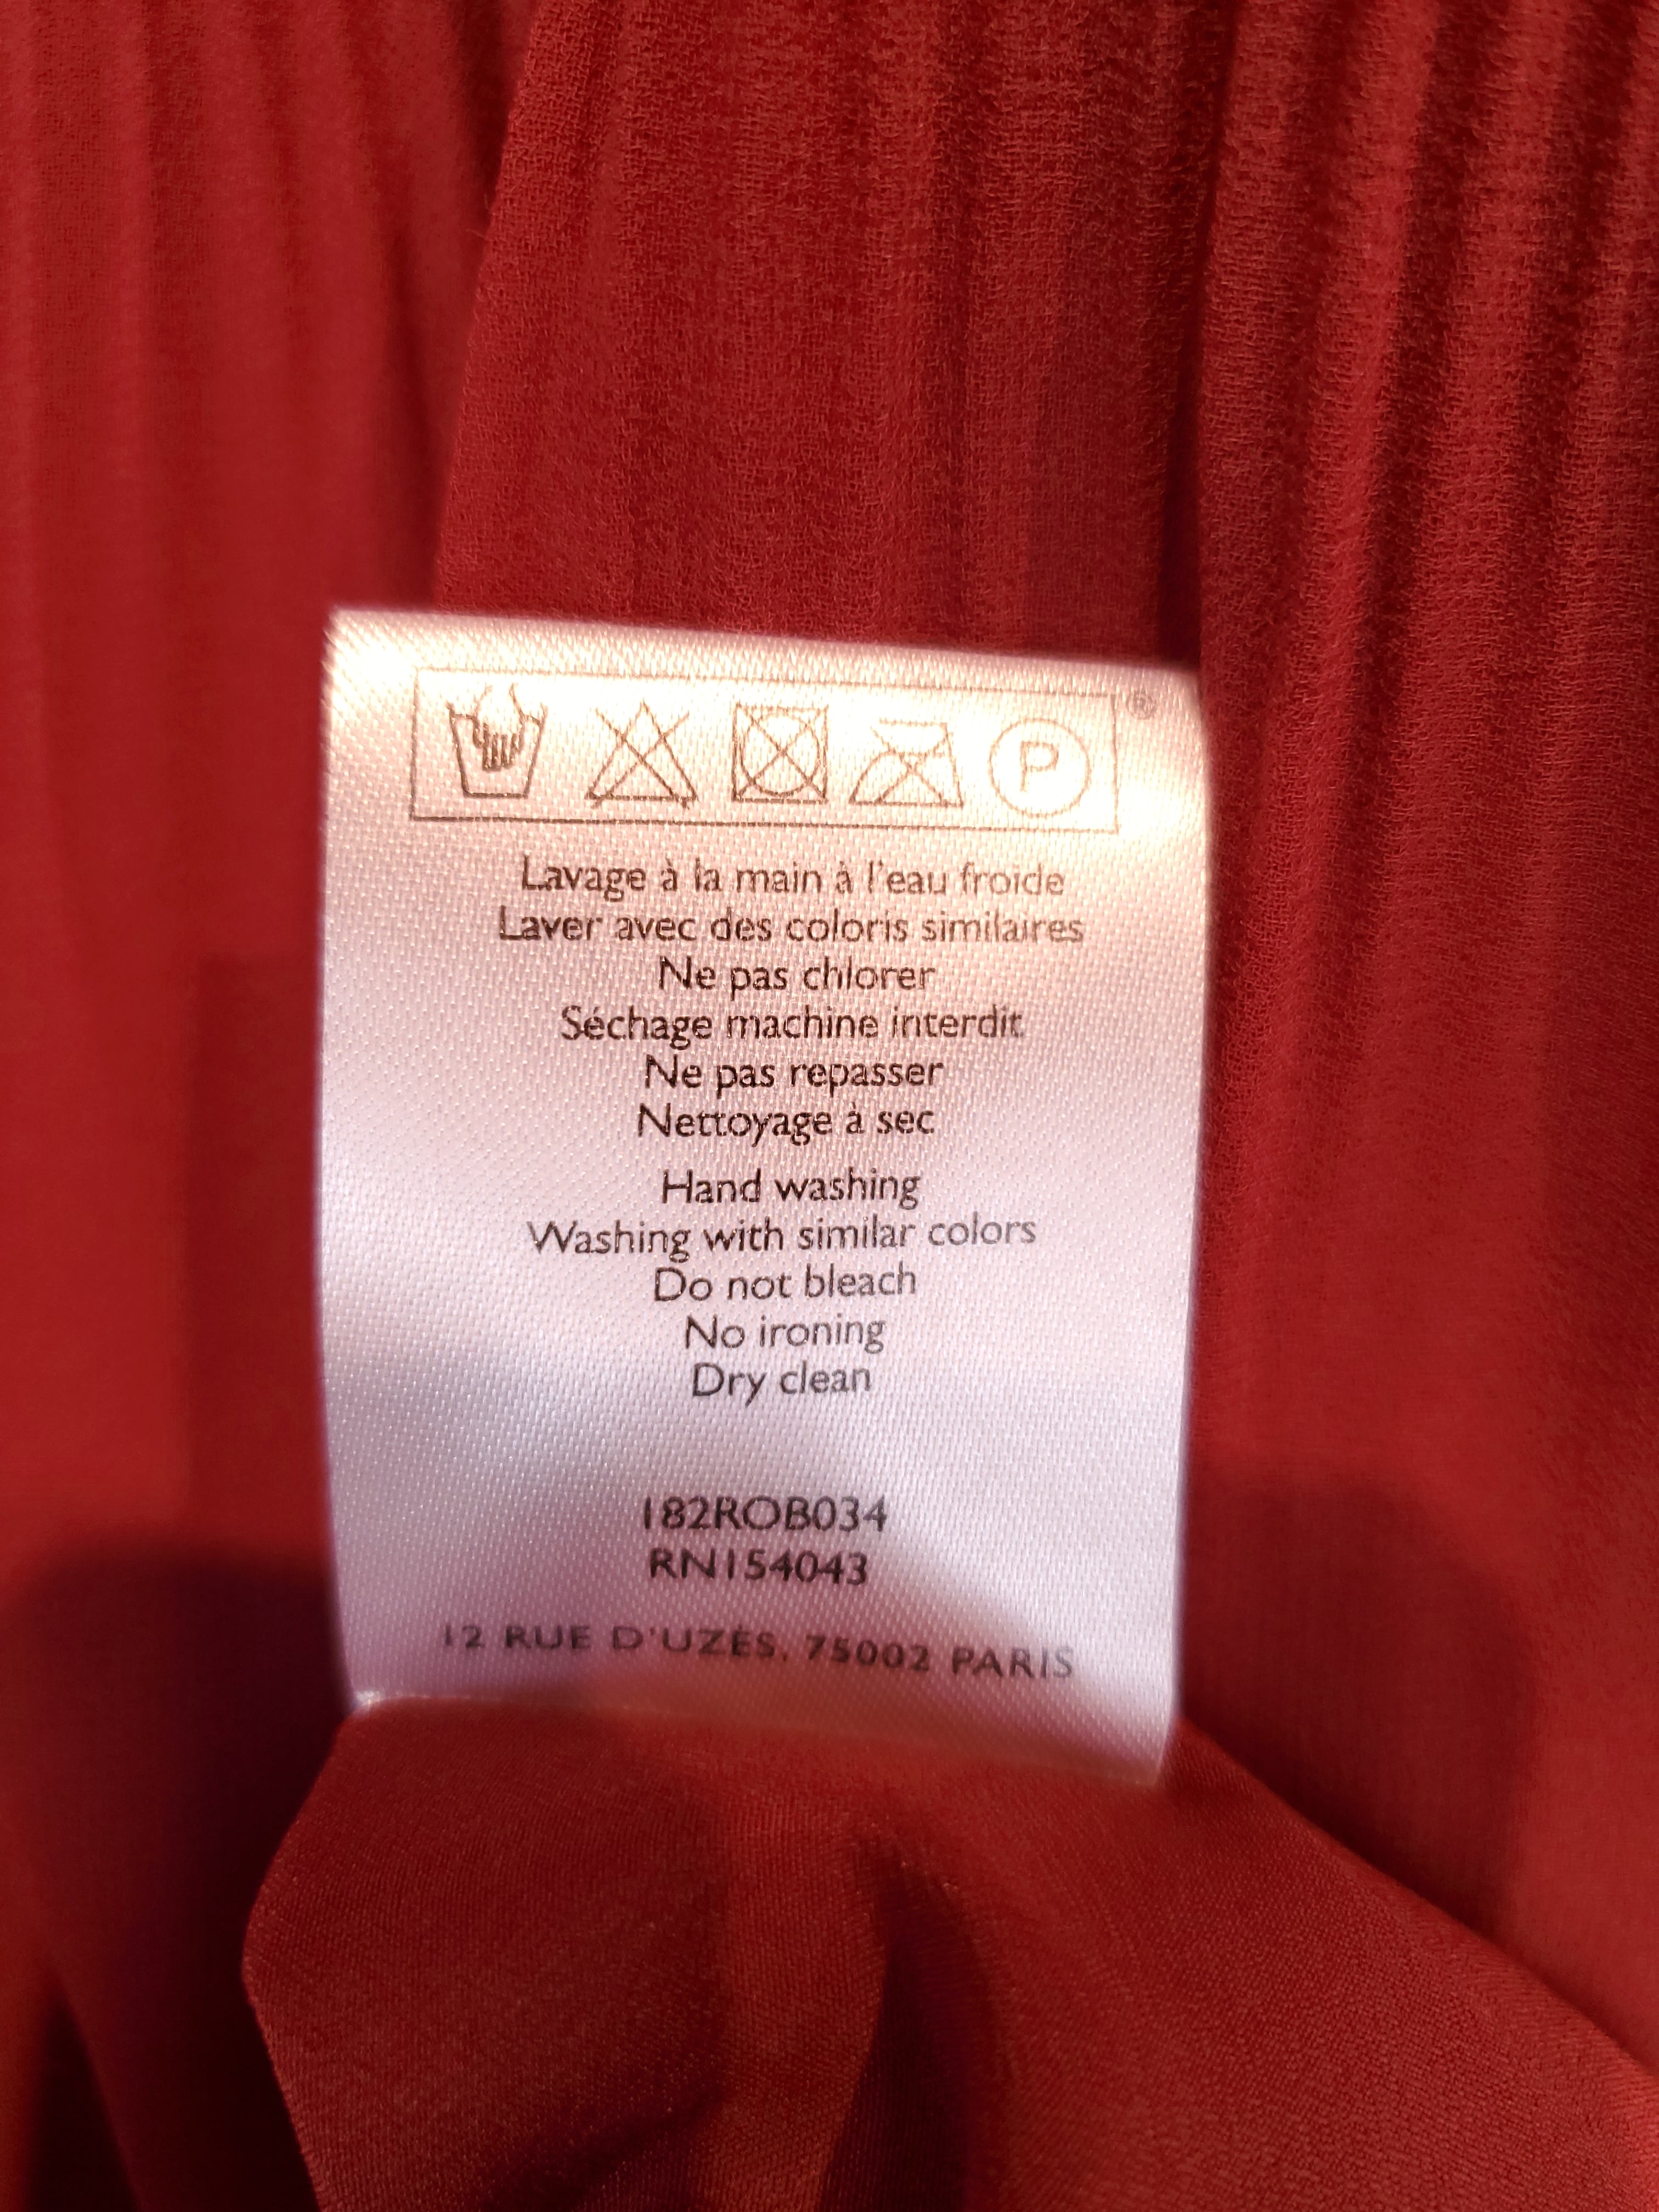 ®
P
Lavage à la main à l'eau froide
Laver avec des coloris similaires
Ne pas chlorer
Séchage machine interdit
Ne pas repasser
Nettoyage à sec
Hand washing
Washing with similar colors
Do not bleach
No ironing
Dry clean
182ROB034
RN154043
12 RUE D'UZÈS, 75002 PARIS